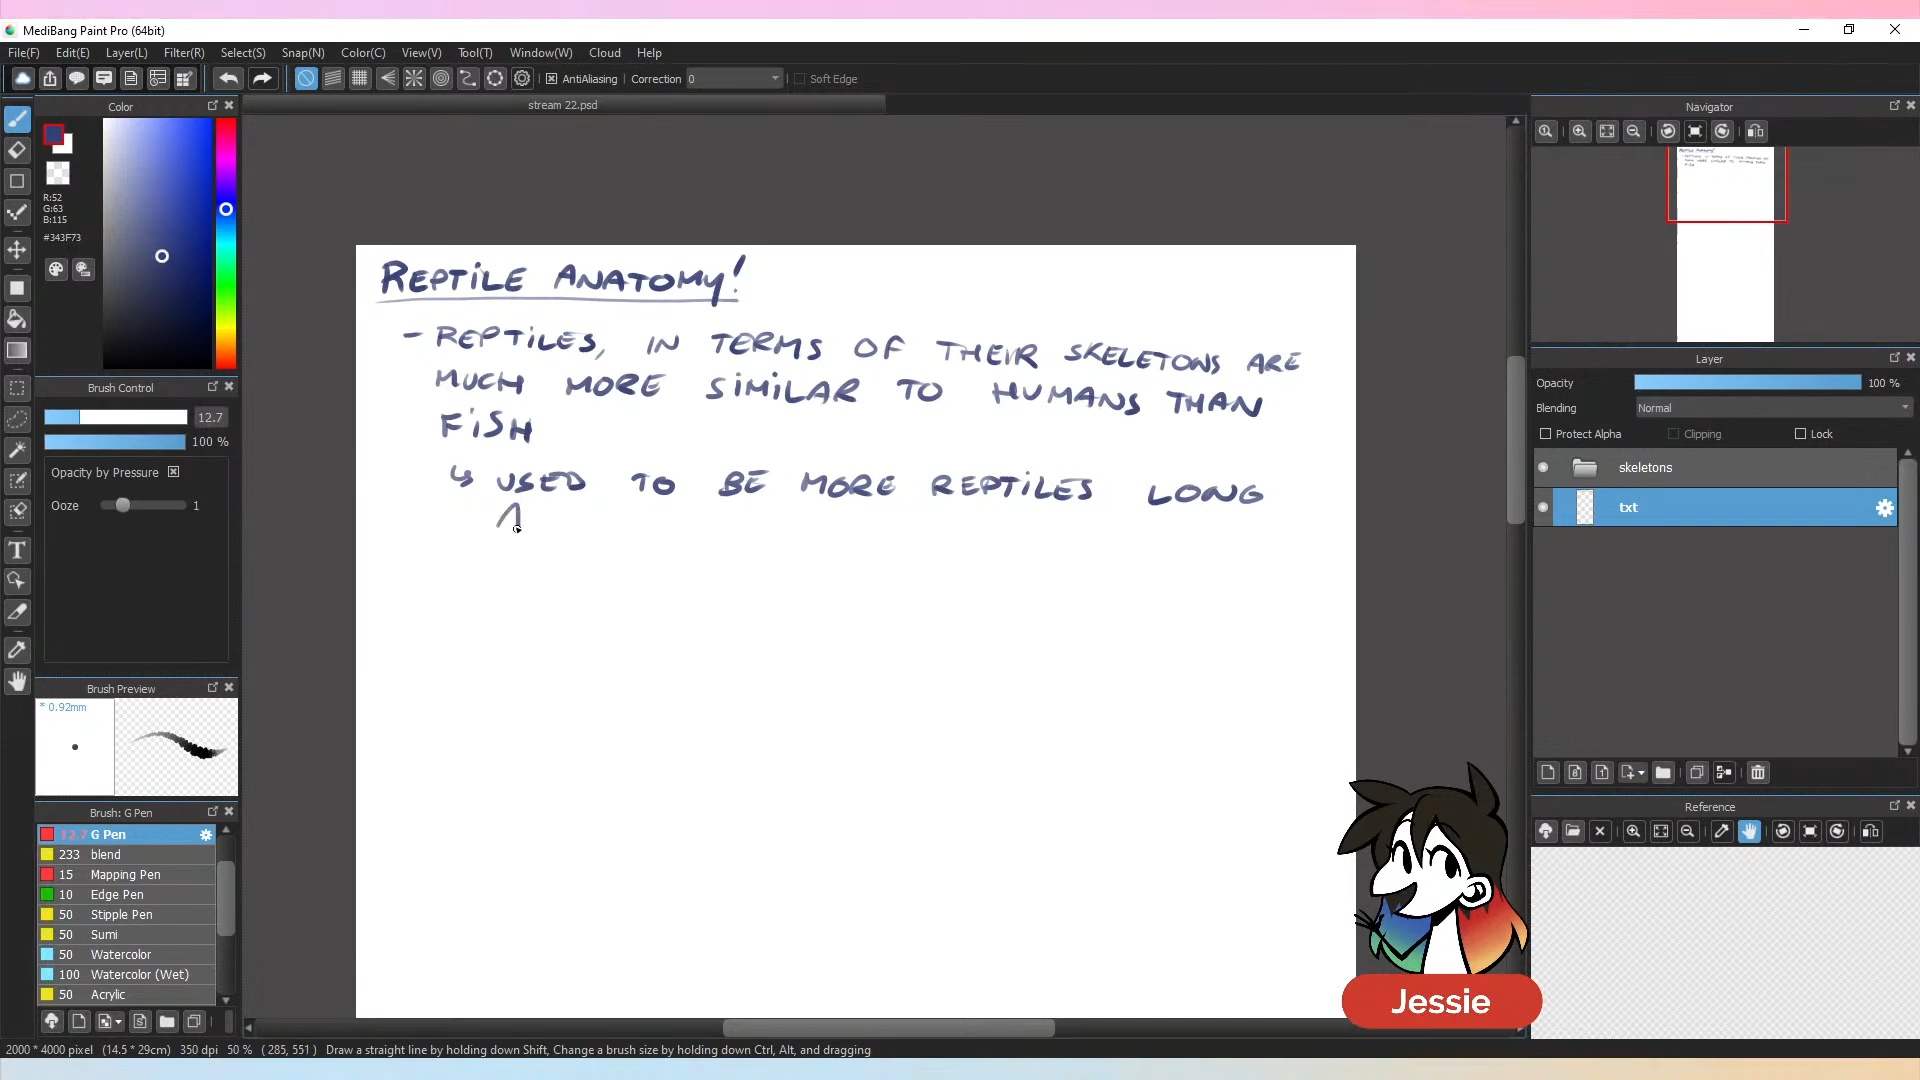 MediBang Paint Pro (64bit)
File(F) Edit(E) Layer(L) Filter(R) Select(S) Snap(N) Color(C) View(V) Tool(T) Window(W) Cloud Help
AntiAliasing Correction 0 Soft Edge
Color
stream 22.psd
Navigator
R:52
G:63
B:115
#343F73
REPTILE ANATOMY!
- REPTILES, IN TERMS OF THEIR SKELETONS ARE
MUCH MORE SIMILAR TO HUMANS THAN
FISH
↳ USED TO BE MORE REPTILES LONG
Layer
Opacity 100 %
Blending Normal
Protect Alpha Clipping Lock
skeletons
txt
Brush Control
12.7
100 %
Opacity by Pressure
Ooze 1
Brush Preview
* 0.92mm
Brush: G Pen
12.7 G Pen
233 blend
15 Mapping Pen
10 Edge Pen
50 Stipple Pen
50 Sumi
50 Watercolor
100 Watercolor (Wet)
50 Acrylic
Reference
Jessie
2000 * 4000 pixel (14.5 * 29cm) 350 dpi 50 % ( 285, 551 ) Draw a straight line by holding down Shift, Change a brush size by holding down Ctrl, Alt, and dragging